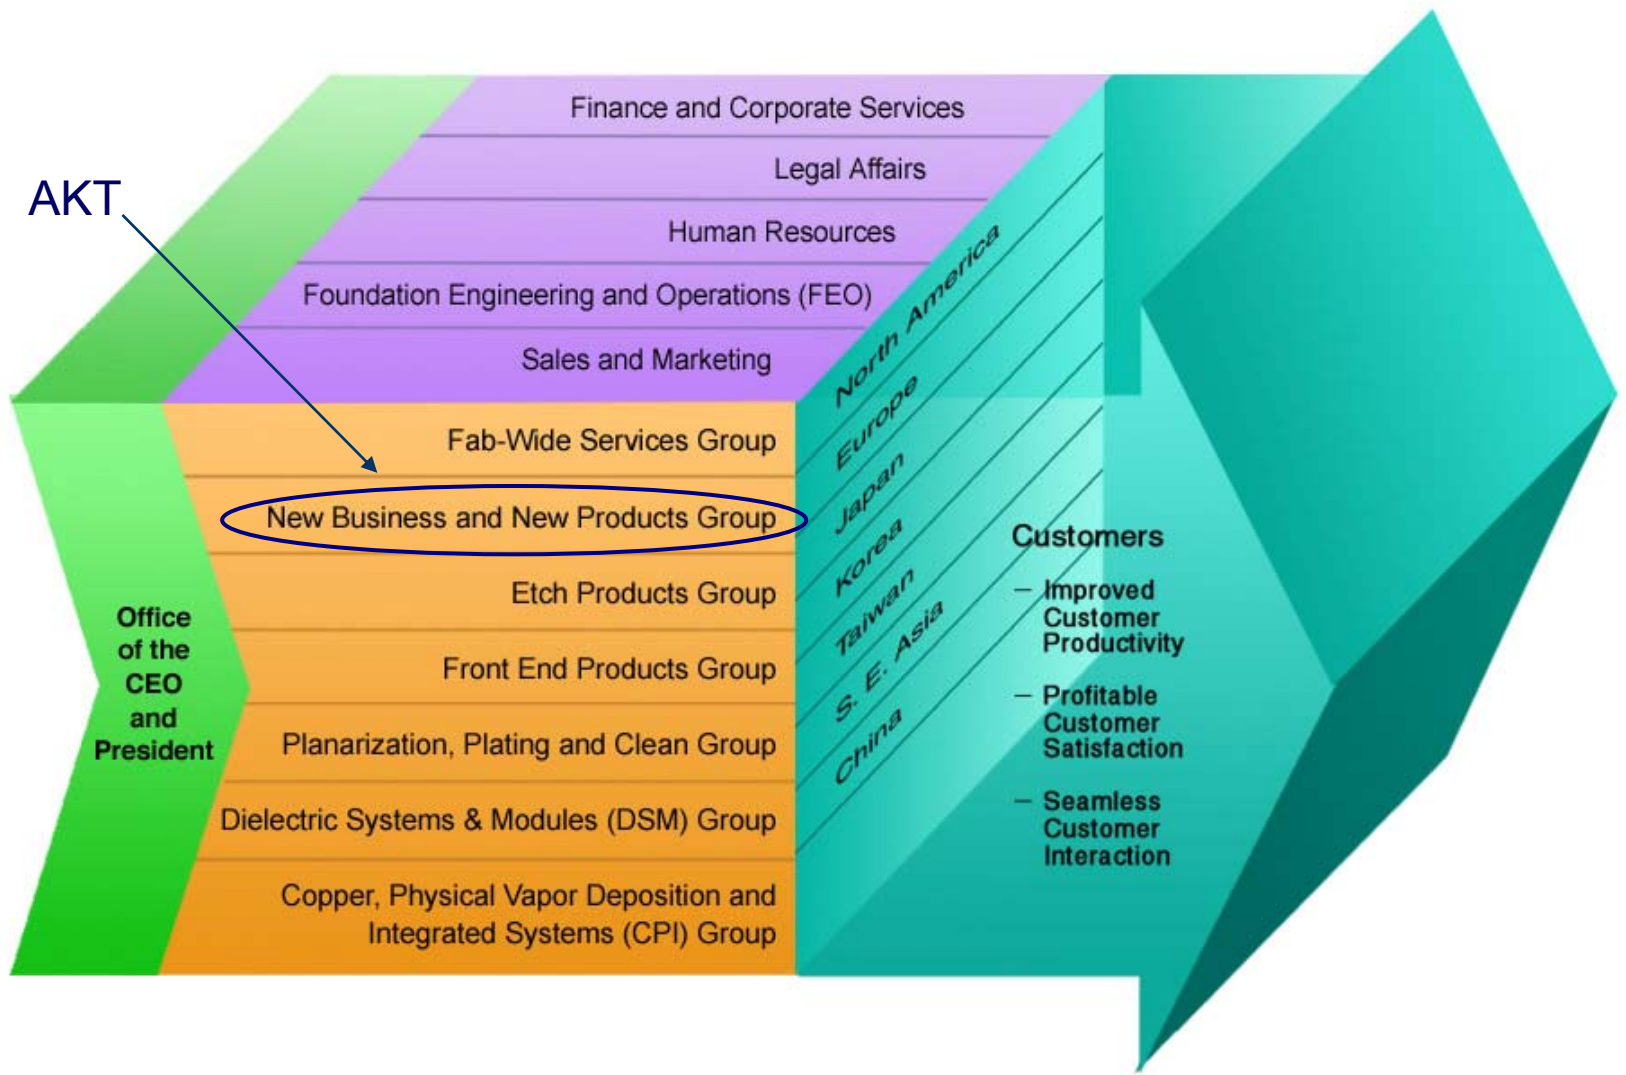 Finance and Corporate Services
Legal Affairs
AKT
Human Resources
Foundation Engineering and Operations (FEO)
Sales and Marketing
Fab-Wide Services Group
New Business and New Products Group
Etch Products Group
Front End Products Group
Planarization, Plating and Clean Group
Dielectric Systems & Modules (DSM) Group
Copper, Physical Vapor Deposition and
Integrated Systems (CPI) Group
Office
of the
CEO
and
President
North America
Europe
Japan
Korea
Taiwan
S. E. Asia
China
Customers
– Improved
Customer
Productivity
– Profitable
Customer
Satisfaction
– Seamless
Customer
Interaction